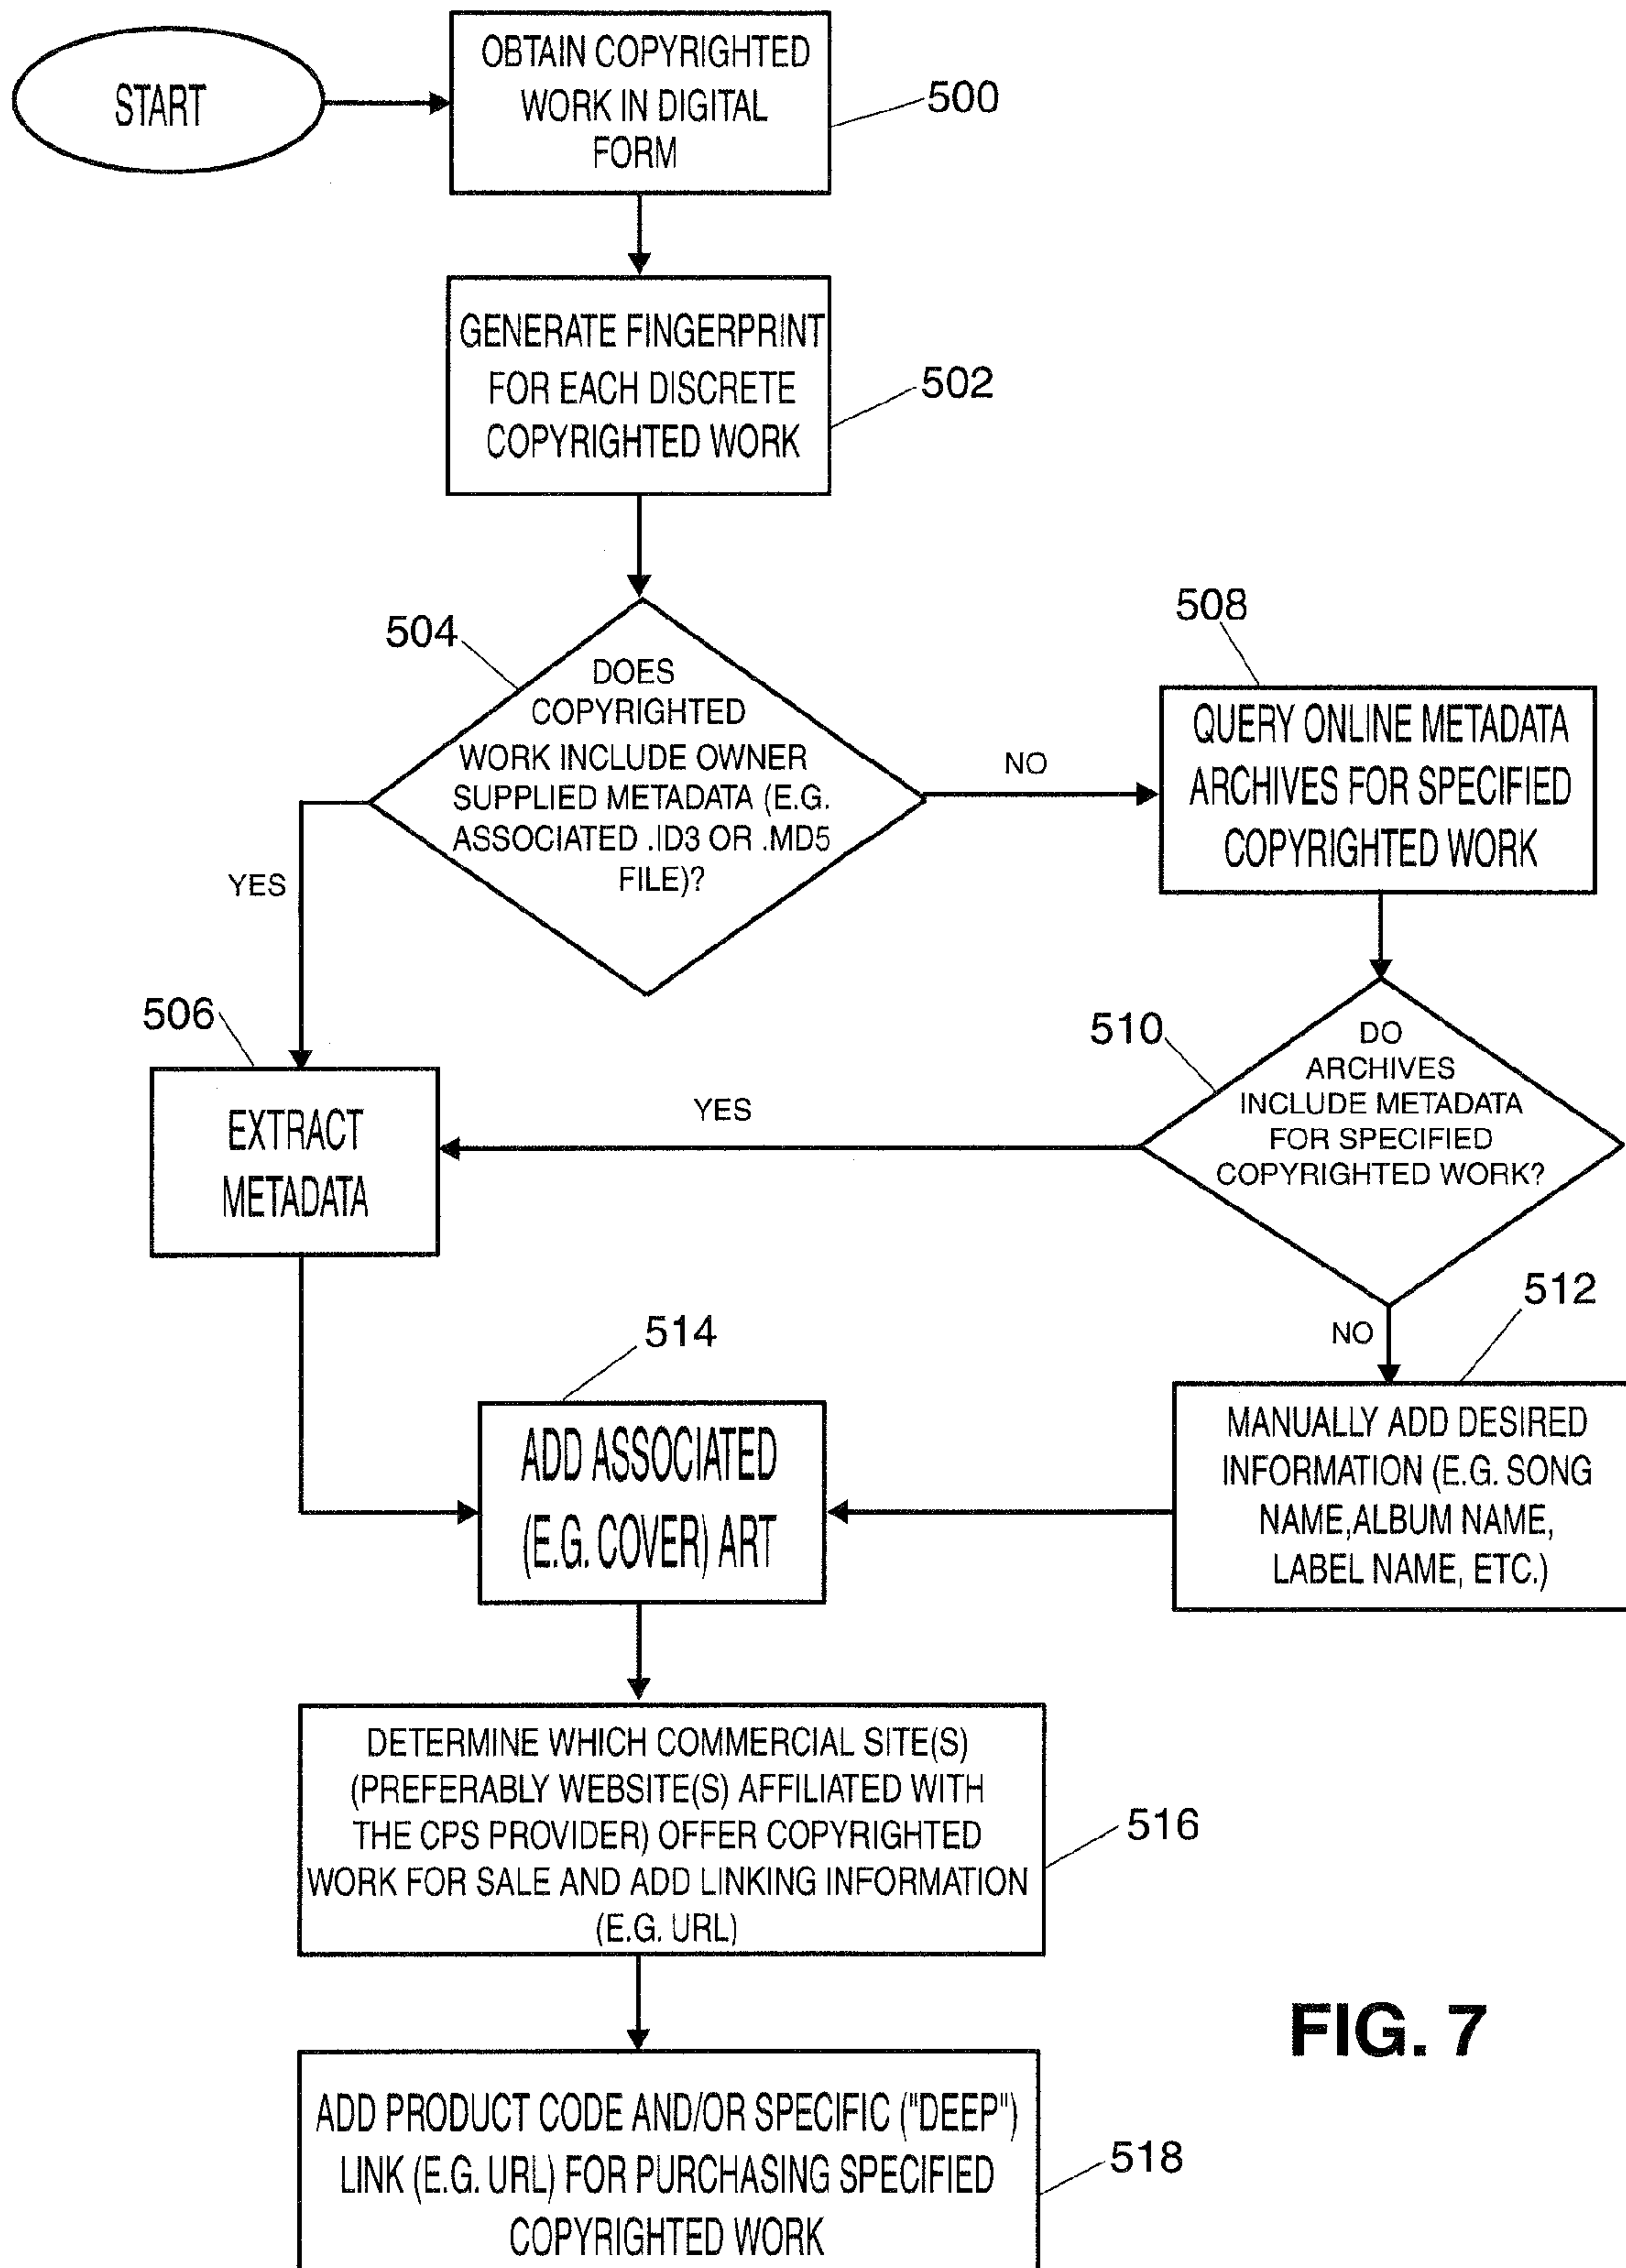 START
OBTAIN COPYRIGHTED
WORK IN DIGITAL
FORM
500
GENERATE FINGERPRINT
FOR EACH DISCRETE
COPYRIGHTED WORK
502
504
DOES
COPYRIGHTED
WORK INCLUDE OWNER
SUPPLIED METADATA (E.G.
ASSOCIATED .ID3 OR .MD5
FILE)?
NO
YES
508
QUERY ONLINE METADATA
ARCHIVES FOR SPECIFIED
COPYRIGHTED WORK
506
EXTRACT
METADATA
510
DO
ARCHIVES
INCLUDE METADATA
FOR SPECIFIED
COPYRIGHTED WORK?
YES
NO
512
MANUALLY ADD DESIRED
INFORMATION (E.G. SONG
NAME,ALBUM NAME,
LABEL NAME, ETC.)
514
ADD ASSOCIATED
(E.G. COVER) ART
DETERMINE WHICH COMMERCIAL SITE(S)
(PREFERABLY WEBSITE(S) AFFILIATED WITH
THE CPS PROVIDER) OFFER COPYRIGHTED
WORK FOR SALE AND ADD LINKING INFORMATION
(E.G. URL)
516
ADD PRODUCT CODE AND/OR SPECIFIC ("DEEP")
LINK (E.G. URL) FOR PURCHASING SPECIFIED
COPYRIGHTED WORK
518
FIG. 7